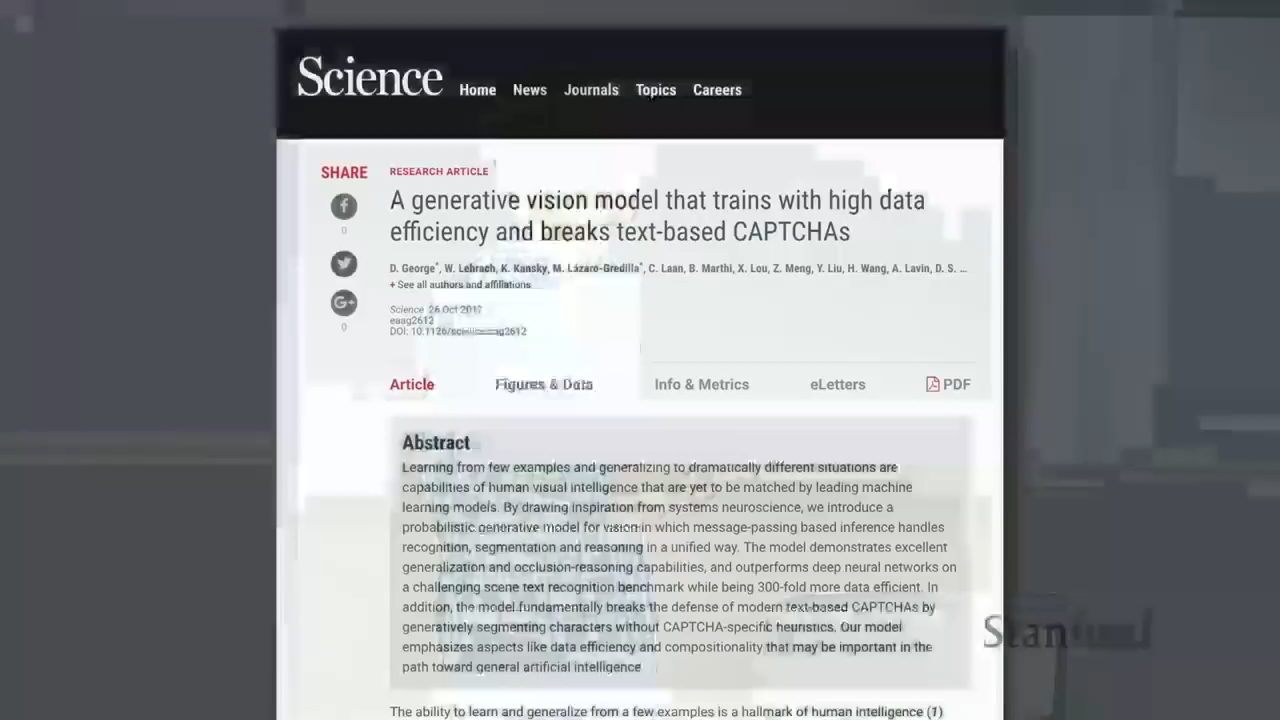 Science
Home News Journals Topics Careers
SHARE
RESEARCH ARTICLE
A generative vision model that trains with high data
efficiency and breaks text-based CAPTCHAs
0
D. George*, W. Lehrach, K. Kansky, M. Lázaro-Gredilla*, C. Laan, B. Marthi, X. Lou, Z. Meng, Y. Liu, H. Wang, A. Lavin, D. S. ...
+ See all authors and affiliations
G+
Science 26 Oct 2017
eaag2612
DOI: 10.1126/science.aag2612
0
Article Figures & Data Info & Metrics eLetters PDF
Abstract
Learning from few examples and generalizing to dramatically different situations are
capabilities of human visual intelligence that are yet to be matched by leading machine
learning models. By drawing inspiration from systems neuroscience, we introduce a
probabilistic generative model for vision in which message-passing based inference handles
recognition, segmentation and reasoning in a unified way. The model demonstrates excellent
generalization and occlusion-reasoning capabilities, and outperforms deep neural networks on
a challenging scene text recognition benchmark while being 300-fold more data efficient. In
addition, the model fundamentally breaks the defense of modern text-based CAPTCHAs by
generatively segmenting characters without CAPTCHA-specific heuristics. Our model
emphasizes aspects like data efficiency and compositionality that may be important in the
path toward general artificial intelligence
Stanford
The ability to learn and generalize from a few examples is a hallmark of human intelligence (1)